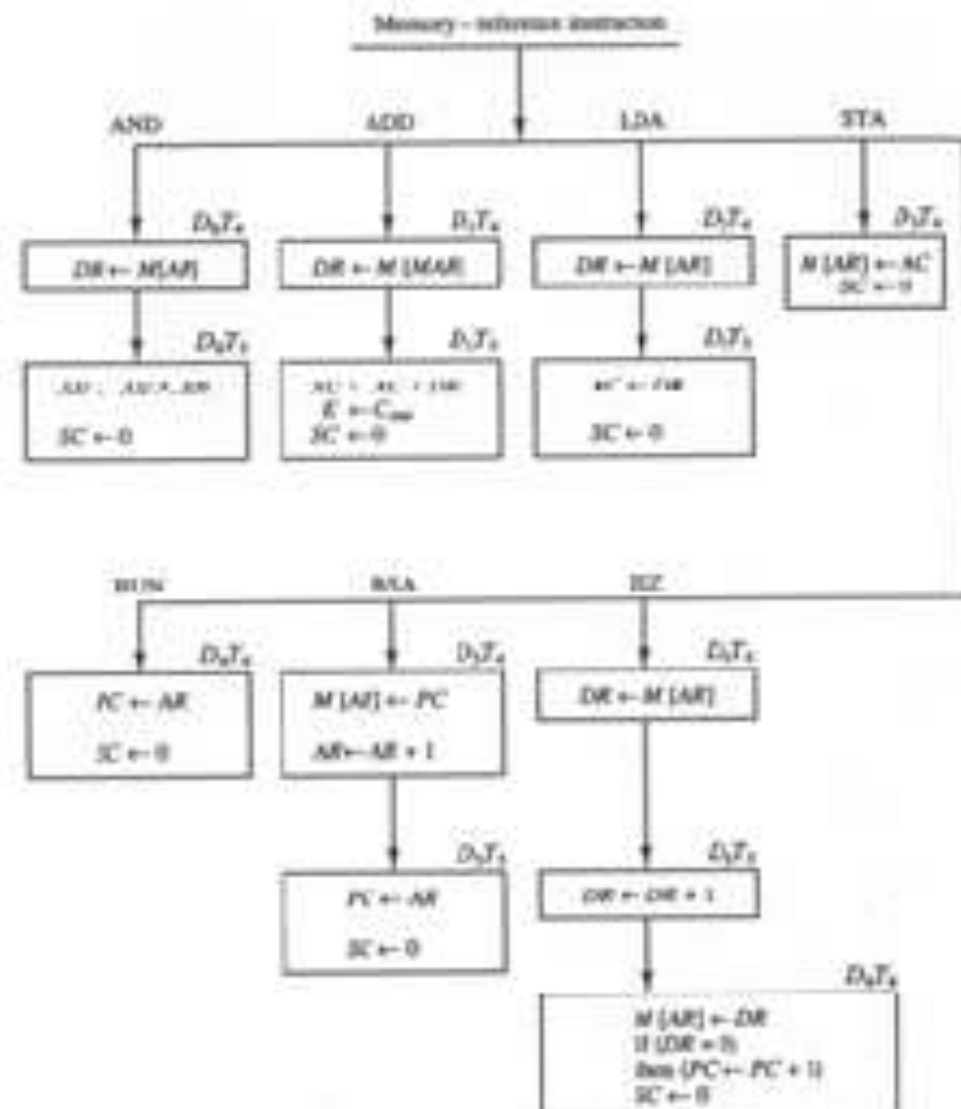 Memory - reference instruction
AND ADD LDA STA
D₀T₄ D₁T₄ D₂T₄ D₃T₄
DR ← M[AR] DR ← M [MAR] DR ← M [AR] M [AR] ← AC
SC ← 0
D₀T₅ D₁T₅ D₂T₅
E ← Cout
SC ← 0 SC ← 0 SC ← 0
BUN BSA ISZ
D₄T₄ D₅T₄ D₆T₄
PC ← AR M [AR] ← PC DR ← M [AR]
SC ← 0 AR ← AR + 1
D₅T₅ D₆T₅
PC ← AR DR ← DR + 1
SC ← 0
D₆T₆
M [AR] ← DR
If (DR = 0)
then (PC ← PC + 1)
SC ← 0